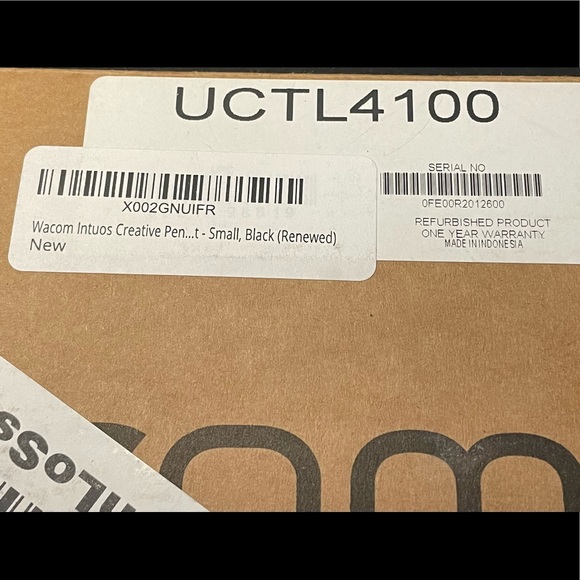 UCTL4100
SERIAL NO
0FE00R2012600
REFURBISHED PRODUCT
ONE YEAR WARRANTY
MADE IN INDONESIA
X002GNUIFR
Wacom Intuos Creative Pen...t - Small, Black (Renewed)
New